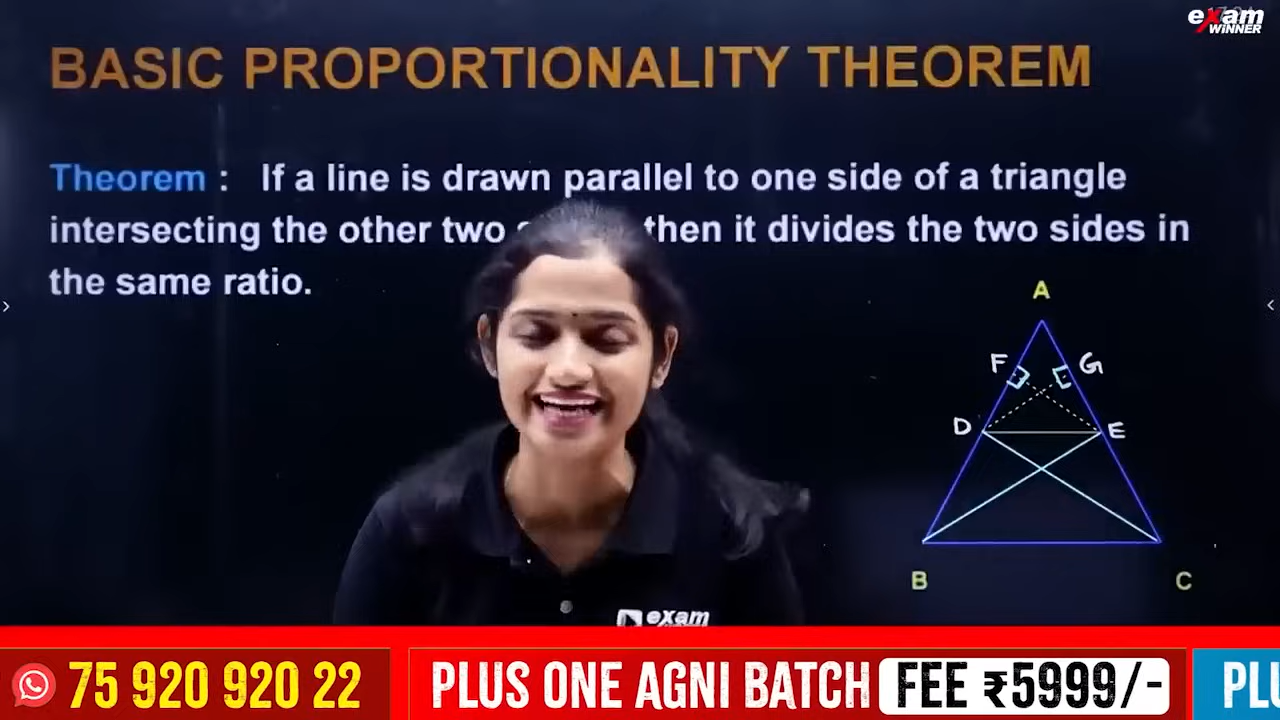 exam
WINNER
BASIC PROPORTIONALITY THEOREM
Theorem : If a line is drawn parallel to one side of a triangle
intersecting the other two then it divides the two sides in
the same ratio.
A
F G
D E
B C
exam
75 920 920 22
PLUS ONE AGNI BATCH FEE ₹5999/-